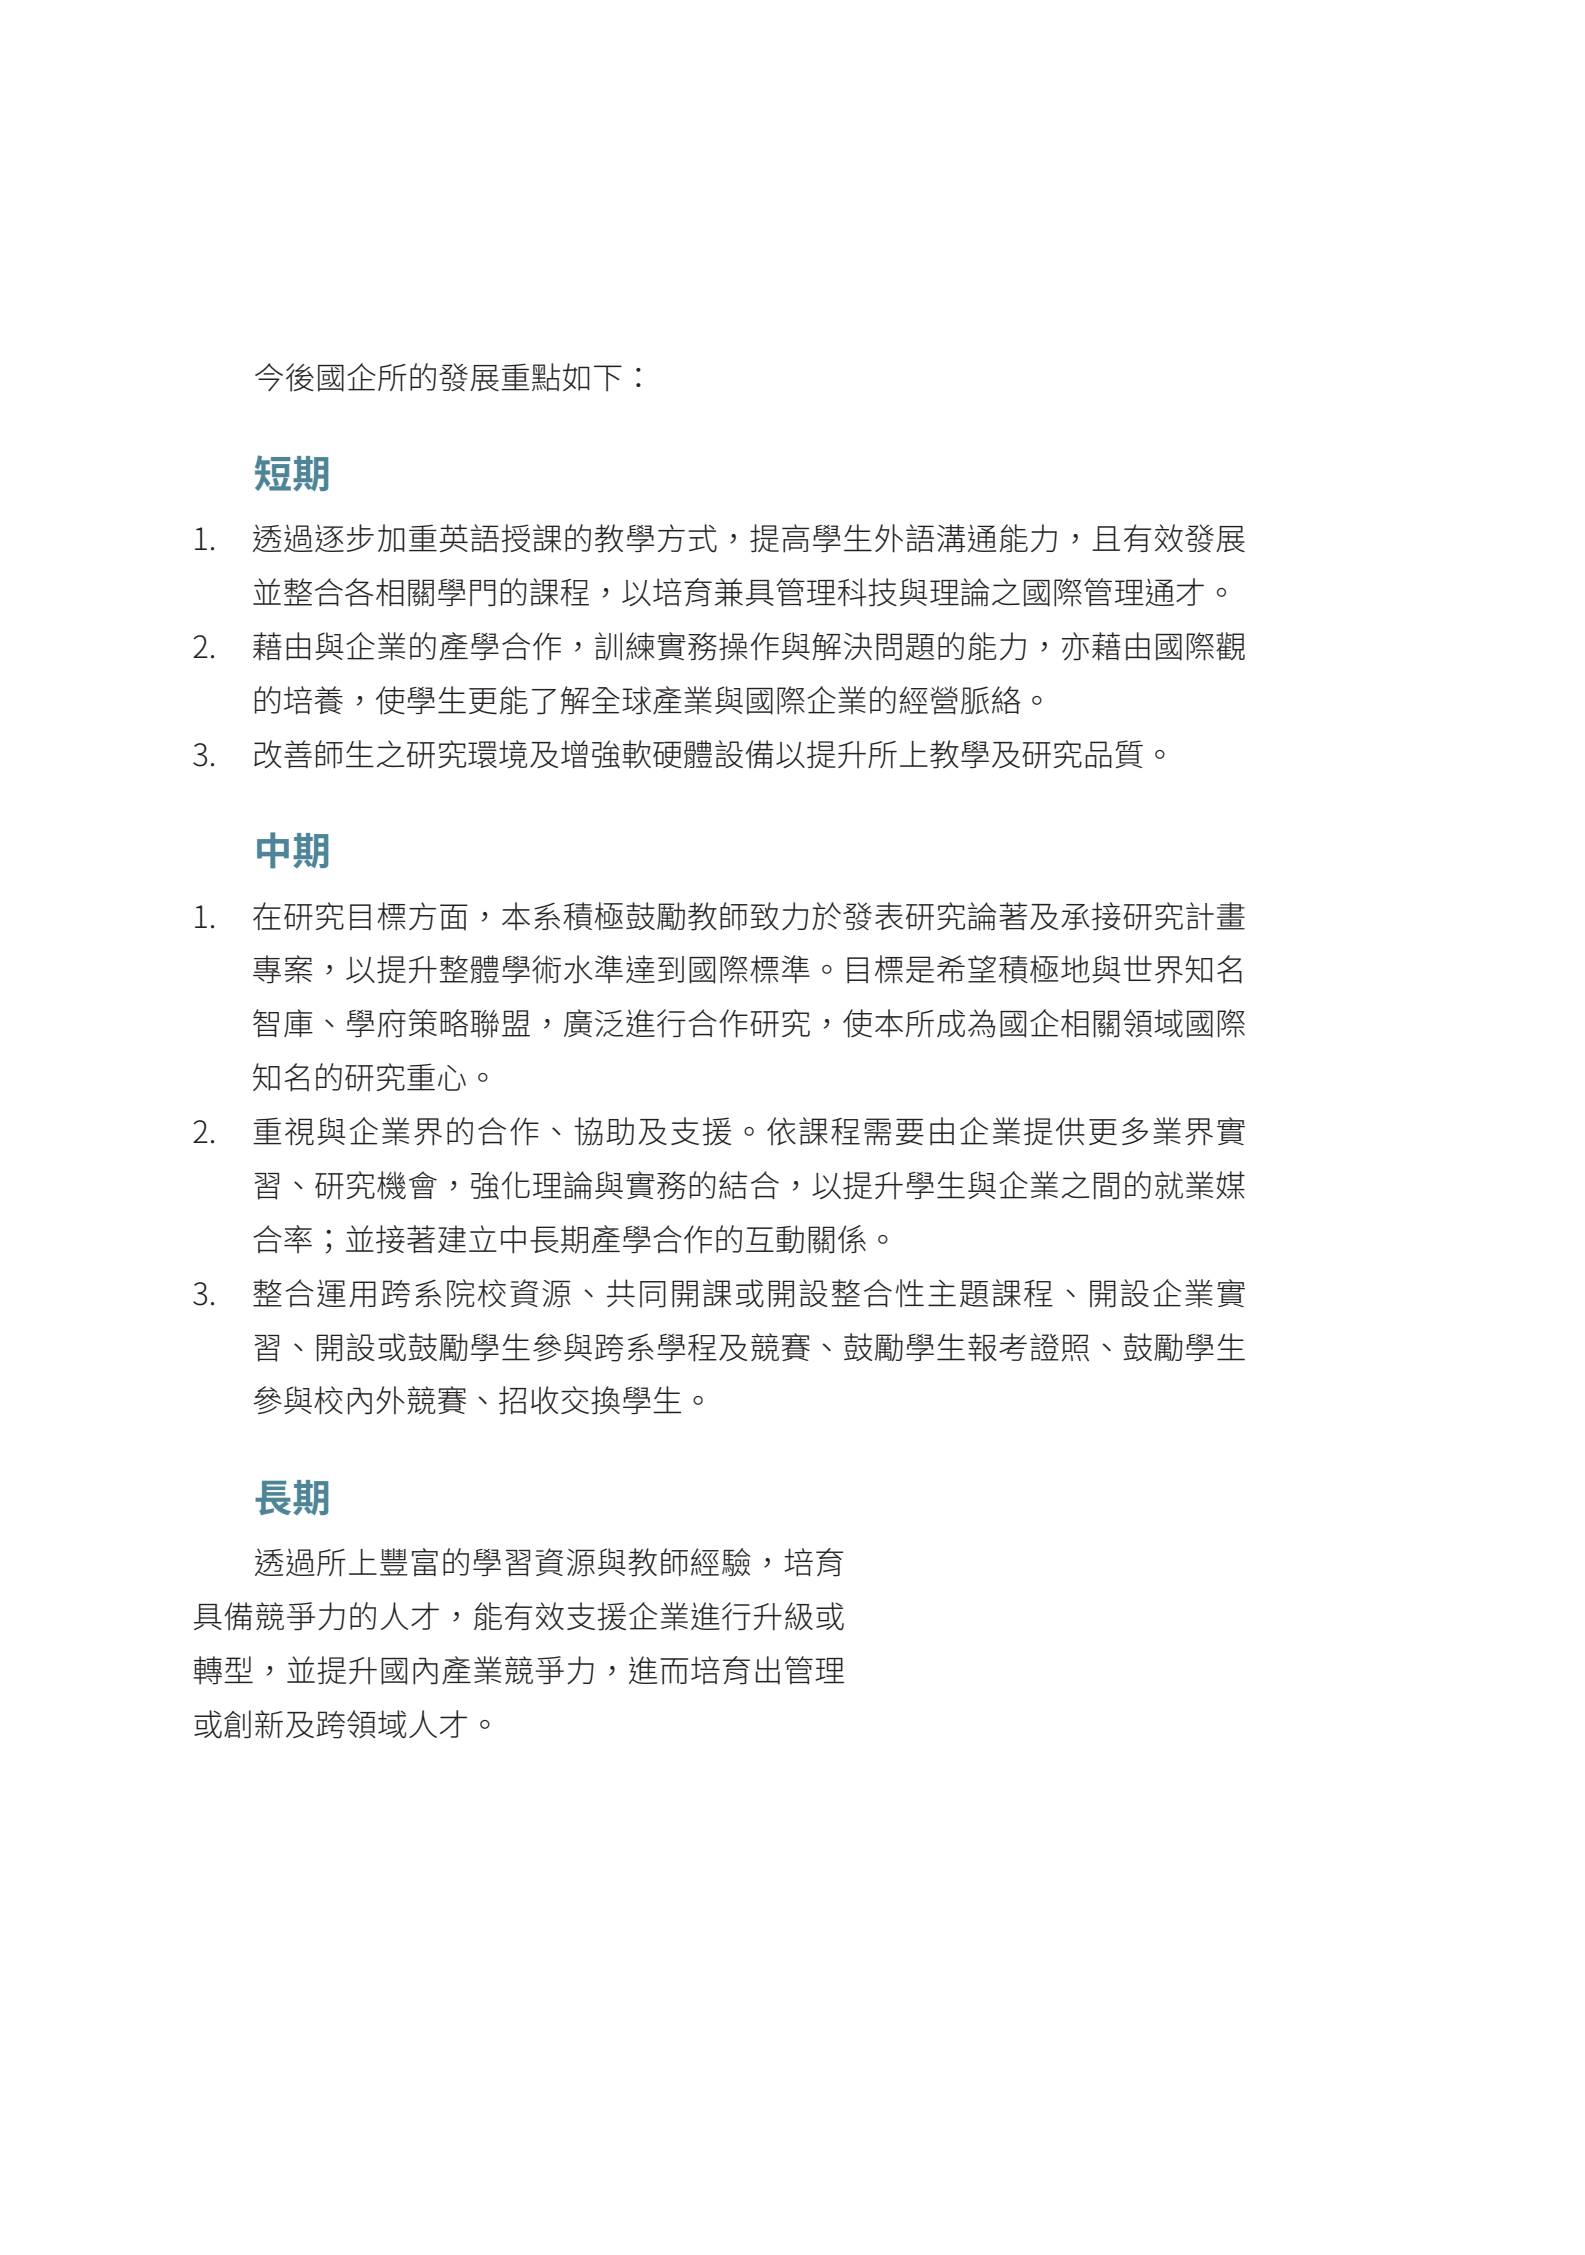 今後國企所的發展重點如下：
短期
1. 透過逐步加重英語授課的教學方式，提高學生外語溝通能力，且有效發展
並整合各相關學門的課程，以培育兼具管理科技與理論之國際管理通才。
2. 藉由與企業的產學合作，訓練實務操作與解決問題的能力，亦藉由國際觀
的培養，使學生更能了解全球產業與國際企業的經營脈絡。
3. 改善師生之研究環境及增強軟硬體設備以提升所上教學及研究品質。
中期
1. 在研究目標方面，本系積極鼓勵教師致力於發表研究論著及承接研究計畫
專案，以提升整體學術水準達到國際標準。目標是希望積極地與世界知名
智庫、學府策略聯盟，廣泛進行合作研究，使本所成為國企相關領域國際
知名的研究重心。
2. 重視與企業界的合作、協助及支援。依課程需要由企業提供更多業界實
習、研究機會，強化理論與實務的結合，以提升學生與企業之間的就業媒
合率；並接著建立中長期產學合作的互動關係。
3. 整合運用跨系院校資源、共同開課或開設整合性主題課程、開設企業實
習、開設或鼓勵學生參與跨系學程及競賽、鼓勵學生報考證照、鼓勵學生
參與校內外競賽、招收交換學生。
長期
透過所上豐富的學習資源與教師經驗，培育
具備競爭力的人才，能有效支援企業進行升級或
轉型，並提升國內產業競爭力，進而培育出管理
或創新及跨領域人才。